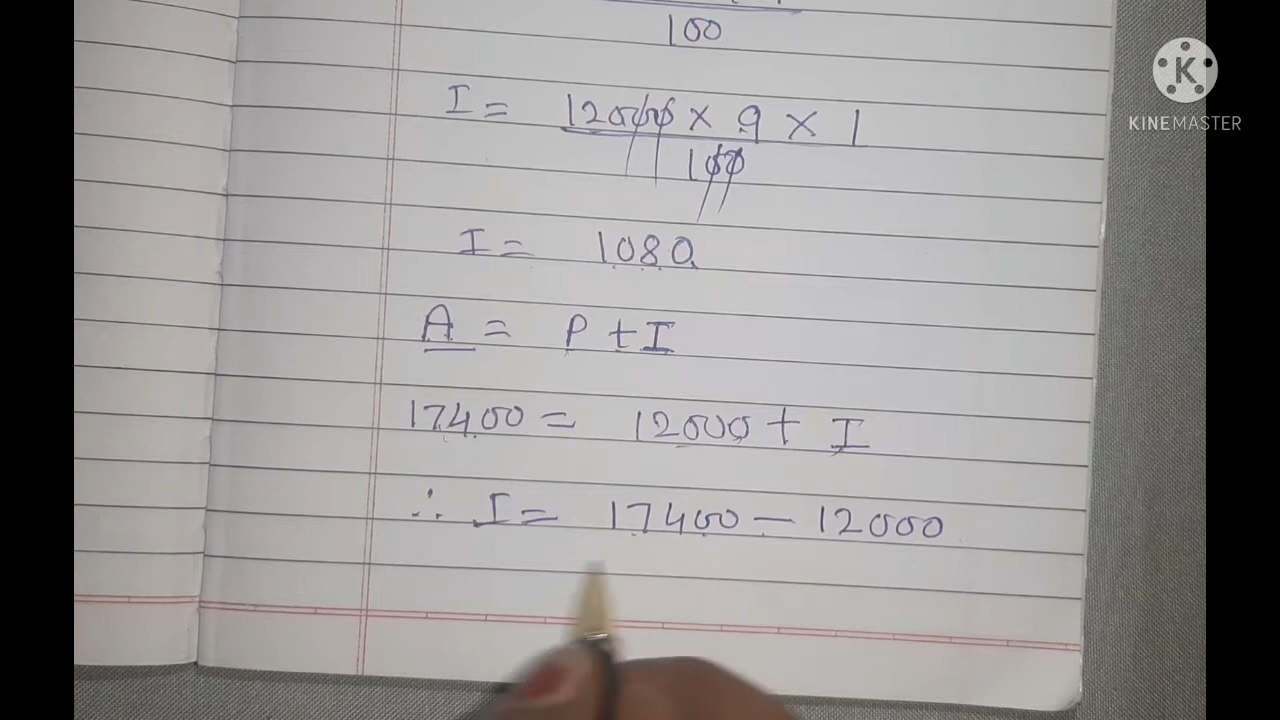 100
I = 12000 × 9 × 1
100
I = 1080
A = P + I
17400 = 12000 + I
∴ I = 17400 − 12000
K
KINEMASTER